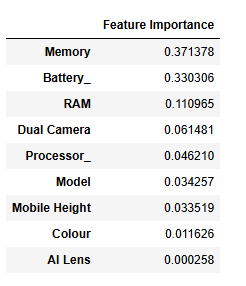 Feature Importance
Memory 0.371378
Battery_ 0.330306
RAM 0.110965
Dual Camera 0.061481
Processor_ 0.046210
Model 0.034257
Mobile Height 0.033519
Colour 0.011626
AI Lens 0.000258